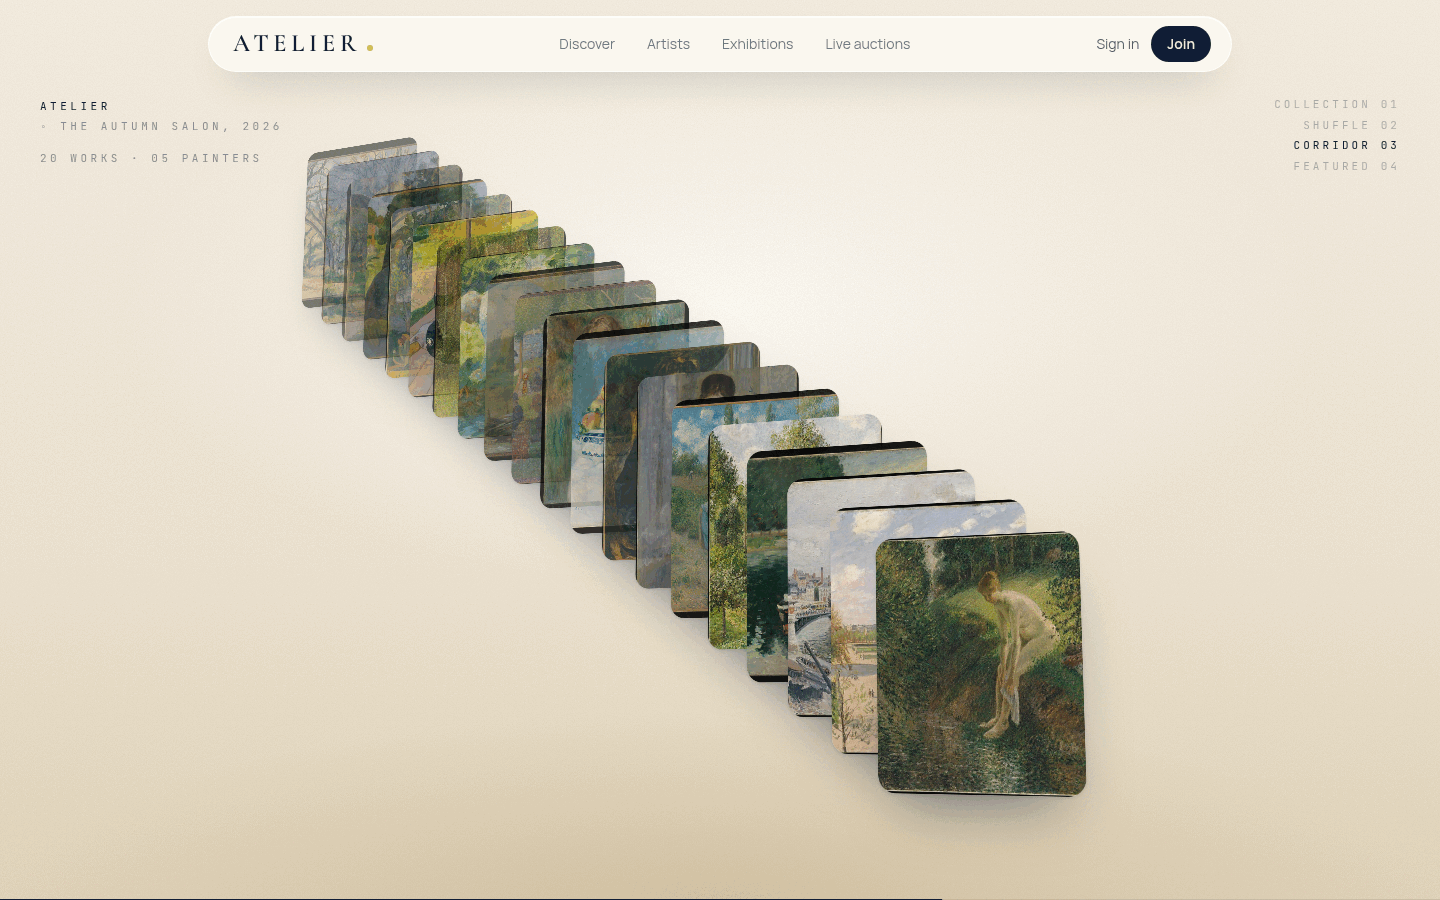 ATELIER
Discover
Artists
Exhibitions
Live auctions
Sign in
Join
ATELIER
◦ THE AUTUMN SALON, 2026
20 WORKS · 05 PAINTERS
COLLECTION 01
SHUFFLE 02
CORRIDOR 03
FEATURED 04